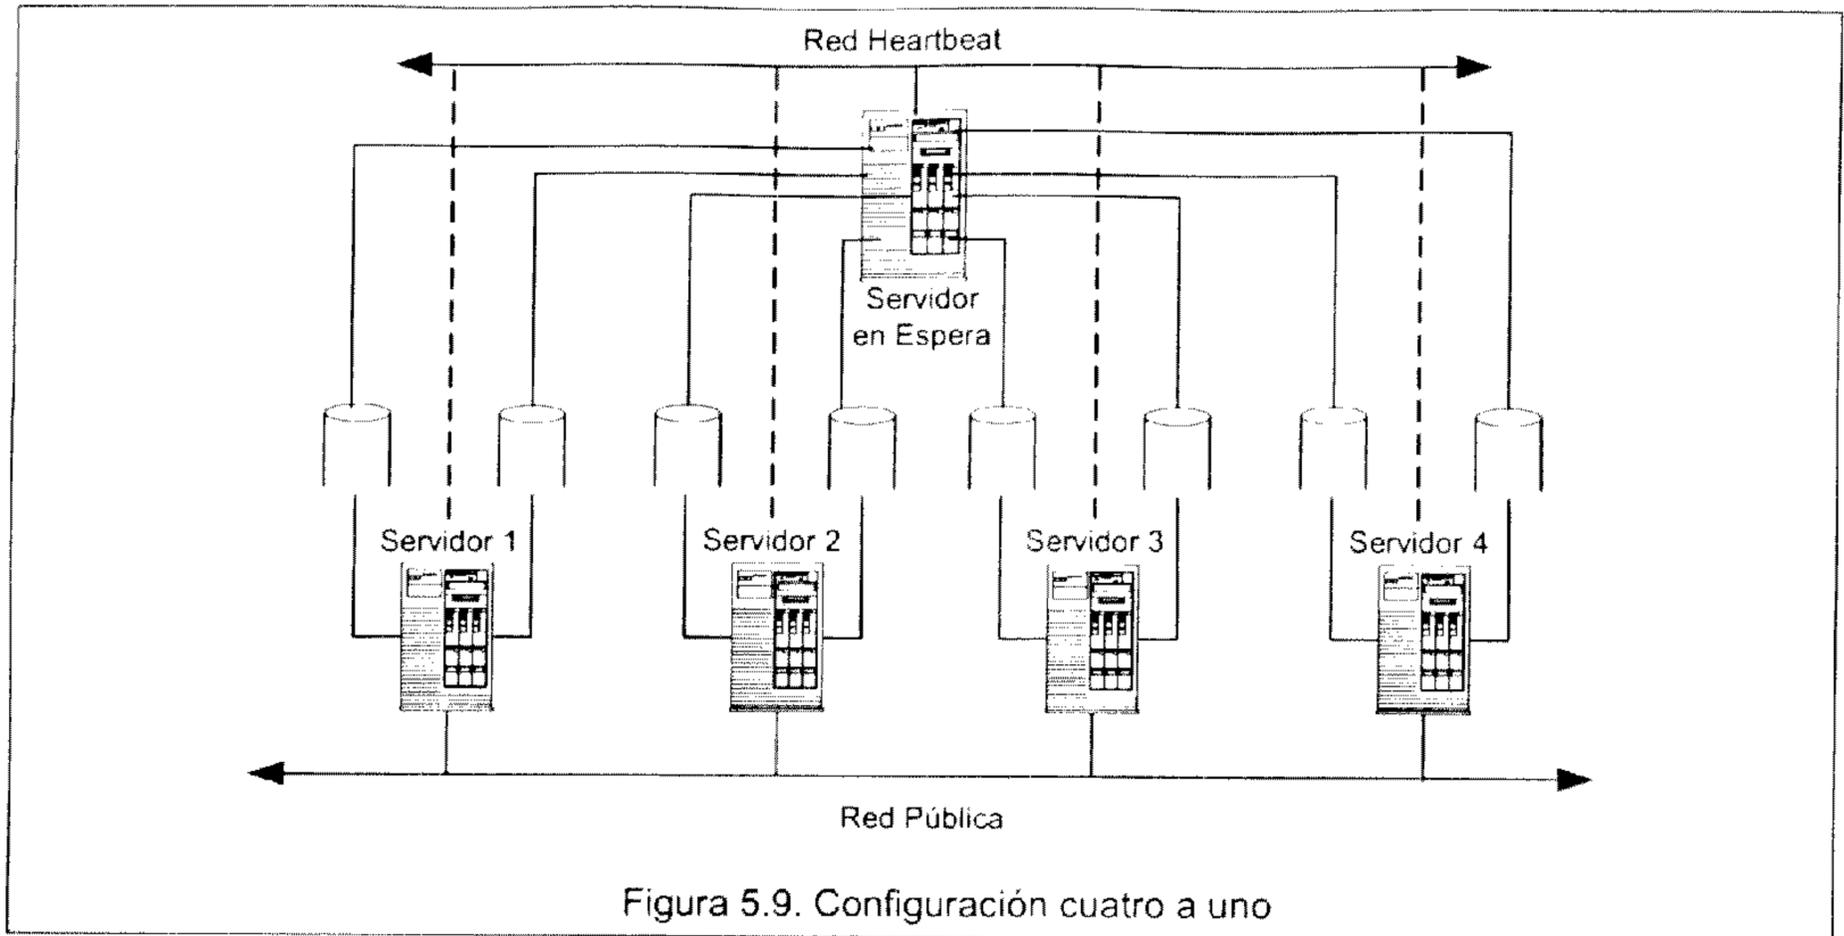 Red Heartbeat
Servidor
en Espera
Servidor 1
Servidor 2
Servidor 3
Servidor 4
Red Pública
Figura 5.9. Configuración cuatro a uno